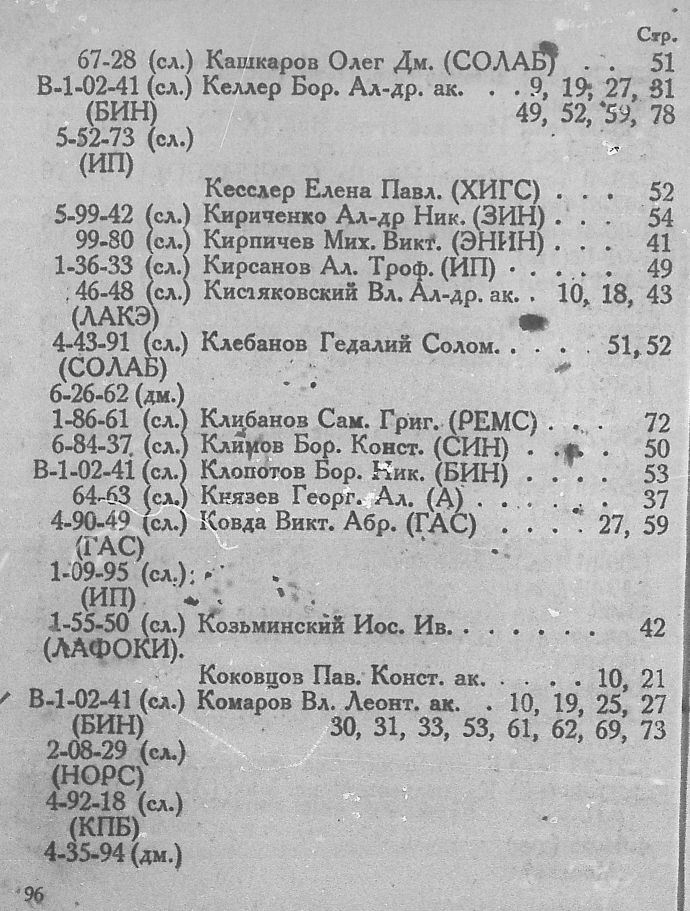 Стр.
67-28 (сл.) Кашкаров Олег Дм. (СОЛАБ) . . 51
В-1-02-41 (сл.) Келлер Бор. Ал-др. ак. . . 9, 19, 27, 31
(БИН) 49, 52, 59, 78
5-52-73 (сл.)
(ИП)
Кесслер Елена Павл. (ХИГС) . . . 52
5-99-42 (сл.) Кириченко Ал-др Ник. (ЗИН) . . . 54
99-80 (сл.) Кирпичев Мих. Викт. (ЭНИН) . . . 41
1-36-33 (сл.) Кирсанов Ал. Троф. (ИП) . . . . . 49
46-48 (сл.) Кистяковский Вл. Ал-др. ак. . 10, 18, 43
(ЛАКЭ)
4-43-91 (сл.) Клебанов Гедалий Солом. . . . . 51, 52
(СОЛАБ)
6-26-62 (дм.)
1-86-61 (сл.) Клибанов Сам. Григ. (РЕМС) . . . 72
6-84-37 (сл.) Климов Бор. Конст. (СИН) . . . . 50
В-1-02-41 (сл.) Клопотов Бор. Ник. (БИН) . . . . 53
64-63 (сл.) Князев Георг. Ал. (А) . . . . . . 37
4-90-49 (сл.) Ковда Викт. Абр. (ГАС) . . . . 27, 59
(ГАС)
1-09-95 (сл.)
(ИП)
1-55-50 (сл.) Козьминский Иос. Ив. . . . . . . 42
(ЛАФОКИ).
Коковцов Пав. Конст. ак. . . . . 10, 21
В-1-02-41 (сл.) Комаров Вл. Леонт. ак. . 10, 19, 25, 27
(БИН) 30, 31, 33, 53, 61, 62, 69, 73
2-08-29 (сл.)
(НОРС)
4-92-18 (сл.)
(КПБ)
4-35-94 (дм.)
96